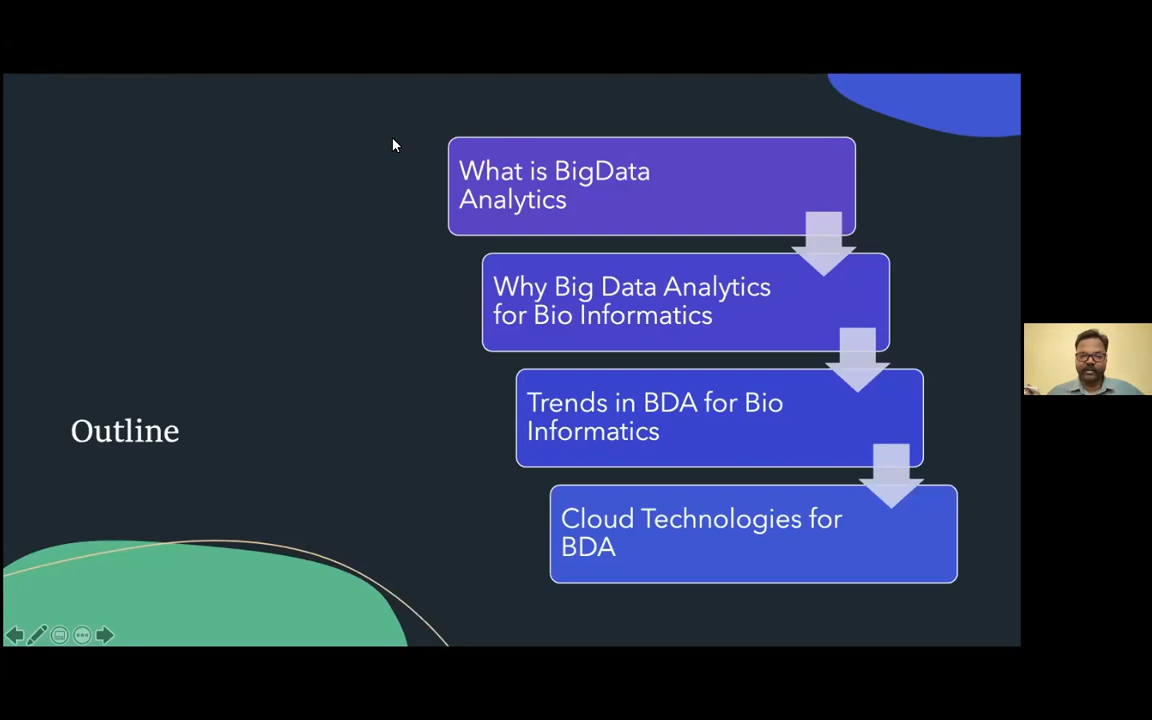 What is BigData
Analytics
Why Big Data Analytics
for Bio Informatics
Trends in BDA for Bio
Informatics
Outline
Cloud Technologies for
BDA